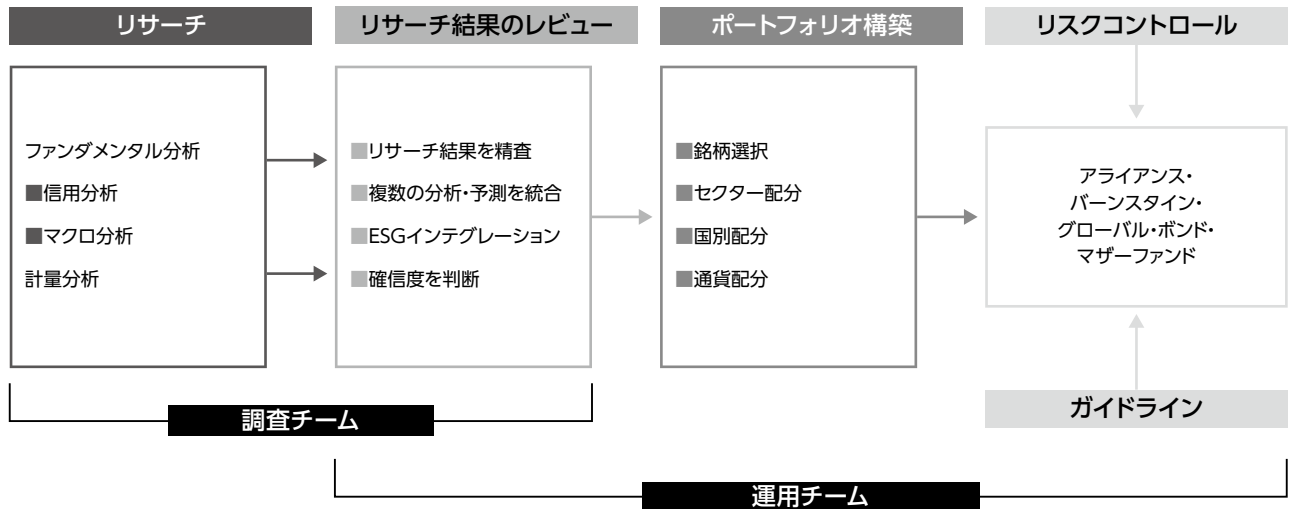 リサーチ
ファンダメンタル分析
■信用分析
■マクロ分析
計量分析
リサーチ結果のレビュー
■リサーチ結果を精査
■複数の分析・予測を統合
■ESGインテグレーション
■確信度を判断
ポートフォリオ構築
■銘柄選択
■セクター配分
■国別配分
■通貨配分
リスクコントロール
アライアンス・
バーンスタイン・
グローバル・ボンド・
マザーファンド
ガイドライン
調査チーム
運用チーム